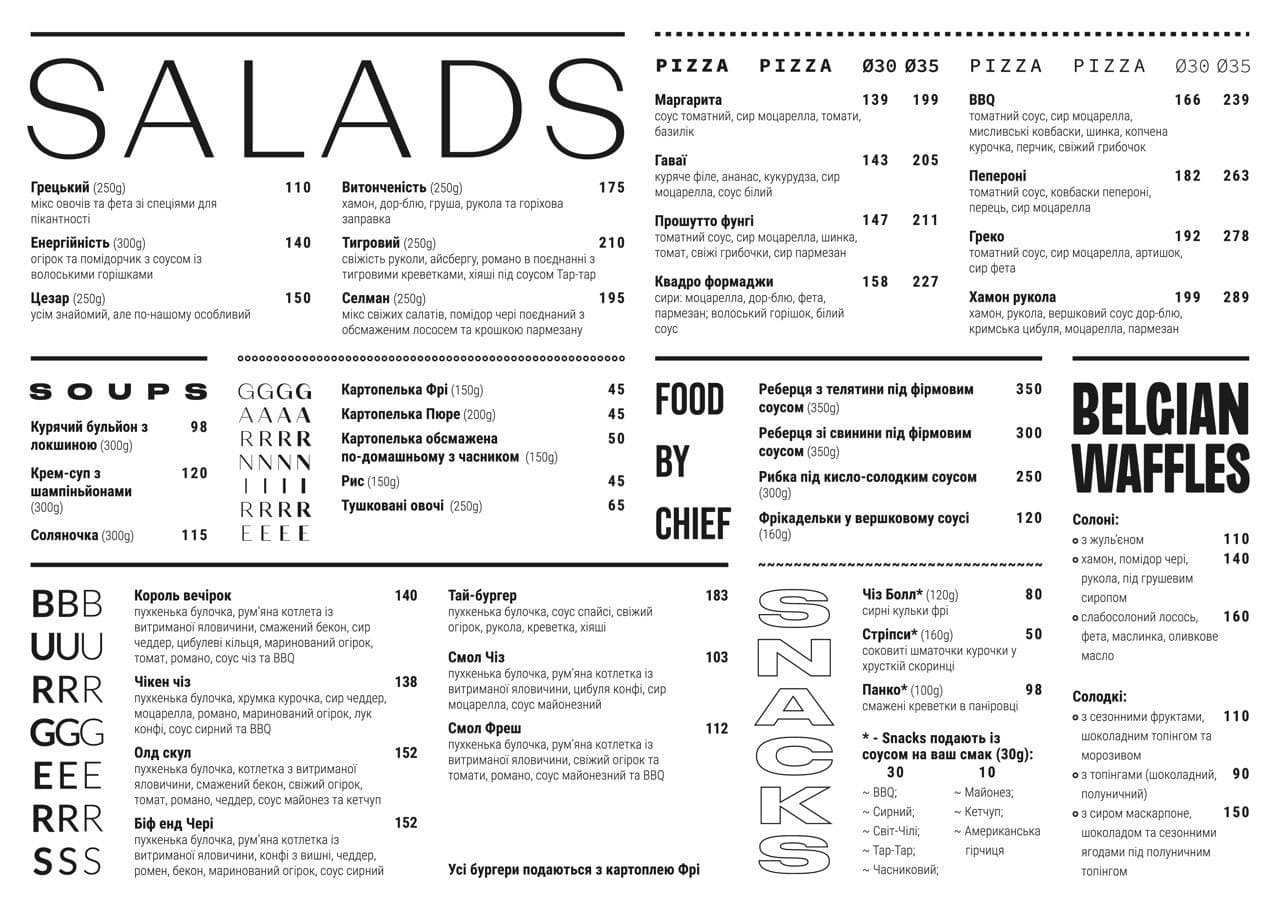 SALADS
Грецький (250g) 110
мікс овочів та фета зі спеціями для
пікантності
Енергійність (300g) 140
огірок та помідорчик з соусом із
волоськими горішками
Цезар (250g) 150
усім знайомий, але по-нашому особливий
Витонченість (250g) 175
хамон, дор-блю, груша, рукола та горіхова
заправка
Тигровий (250g) 210
свіжість руколи, айсбергу, романо в поєднанні з
тигровими креветками, хіяші під соусом Тар-тар
Селман (250g) 195
мікс свіжих салатів, помідор чері поєднаний з
обсмаженим лососем та крошкою пармезану
PIZZA PIZZA Ø30 Ø35 PIZZA PIZZA Ø30 Ø35
Маргарита 139 199
соус томатний, сир моцарелла, томати,
базилік
Гаваї 143 205
куряче філе, ананас, кукурудза, сир
моцарелла, соус білий
Прошутто фунгі 147 211
томатний соус, сир моцарелла, шинка,
томат, свіжі грибочки, сир пармезан
Квадро формаджи 158 227
сири: моцарелла, дор-блю, фета,
пармезан; волоський горішок, білий
соус
BBQ 166 239
томатний соус, сир моцарелла,
мисливські ковбаски, шинка, копчена
курочка, перчик, свіжий грибочок
Пепероні 182 263
томатний соус, ковбаски пепероні,
перець, сир моцарелла
Греко 192 278
томатний соус, сир моцарелла, артишок,
сир фета
Хамон рукола 199 289
хамон, рукола, вершковий соус дор-блю,
кримська цибуля, моцарелла, пармезан
SOUPS
Курячий бульйон з 98
локшиною (300g)
Крем-суп з 120
шампіньйонами
(300g)
Соляночка (300g) 115
GGGG
AAAA
RRRR
NNNN
IIII
RRRR
EEEE
Картопелька Фрі (150g) 45
Картопелька Пюре (200g) 45
Картопелька обсмажена 50
по-домашньому з часником (150g)
Рис (150g) 45
Тушковані овочі (250g) 65
FOOD
BY
CHIEF
Реберця з телятини під фірмовим 350
соусом (350g)
Реберця зі свинини під фірмовим 300
соусом (350g)
Рибка під кисло-солодким соусом 250
(300g)
Фрікадельки у вершковому соусі 120
(160g)
BELGIAN
WAFFLES
Солоні:
з жуль'єном 110
хамон, помідор чері, 140
рукола, під грушевим
сиропом
слабосолоний лосось, 160
фета, маслинка, оливкове
масло
Солодкі:
з сезонними фруктами, 110
шоколадним топінгом та
морозивом
з топінгами (шоколадний, 90
полуничний)
з сиром маскарпоне, 150
шоколадом та сезонними
ягодами під полуничним
топінгом
BBB
UUU
RRR
GGG
EEE
RRR
SSS
Король вечірок 140
пухкенька булочка, рум'яна котлета із
витриманої яловичини, смажений бекон, сир
чеддер, цибулеві кільця, маринований огірок,
томат, романо, соус чіз та BBQ
Чікен чіз 138
пухкенька булочка, хрумка курочка, сир чеддер,
моцарелла, романо, маринований огірок, лук
конфі, соус сирний та BBQ
Олд скул 152
пухкенька булочка, котлетка з витриманої
яловичини, смажений бекон, свіжий огірок,
томат, романо, чеддер, соус майонез та кетчуп
Біф енд Чері 152
пухкенька булочка, рум'яна котлетка із
витриманої яловичини, конфі з вишні, чеддер,
ромен, бекон, маринований огірок, соус сирний
Тай-бургер 183
пухкенька булочка, соус спайсі, свіжий
огірок, рукола, креветка, хіяші
Смол Чіз 103
пухкенька булочка, рум'яна котлетка із
витриманої яловичини, цибуля конфі, сир
моцарелла, соус майонезний
Смол Фреш 112
пухкенька булочка, рум'яна котлетка із
витриманої яловичини, свіжий огірок та
томати, романо, соус майонезний та BBQ
Усі бургери подаються з картоплею Фрі
SNACKS
Чіз Болл* (120g) 80
сирні кульки фрі
Стріпси* (160g) 50
соковиті шматочки курочки у
хрусткій скоринці
Панко* (100g) 98
смажені креветки в паніровці
* - Snacks подають із
соусом на ваш смак (30g):
30 10
~ BBQ; ~ Майонез;
~ Сирний; ~ Кетчуп;
~ Світ-Чілі; ~ Американська
~ Тар-Тар; гірчиця
~ Часниковий;